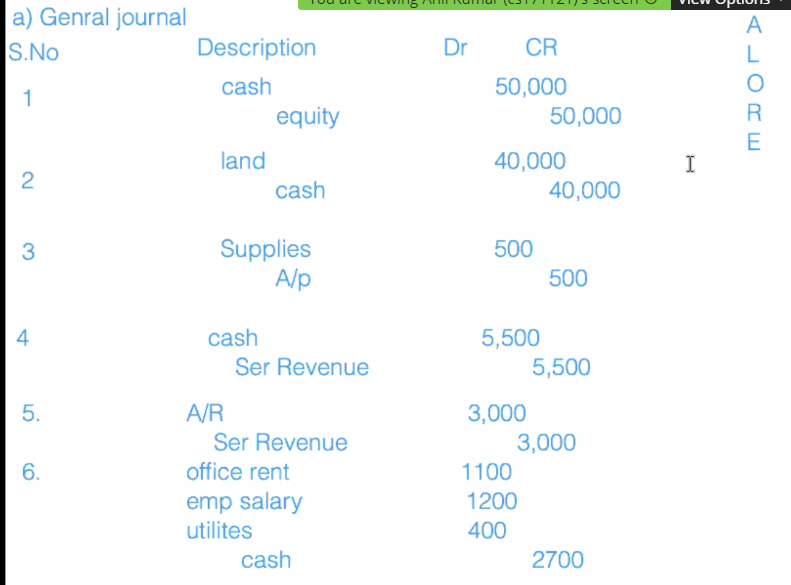 You are viewing Anil Kumar (cs171121)'s screen View Options
a) Genral journal
S.No Description Dr CR
1 cash 50,000
equity 50,000
2 land 40,000
cash 40,000
3 Supplies 500
A/p 500
4 cash 5,500
Ser Revenue 5,500
5. A/R 3,000
Ser Revenue 3,000
6. office rent 1100
emp salary 1200
utilites 400
cash 2700
A
L
O
R
E